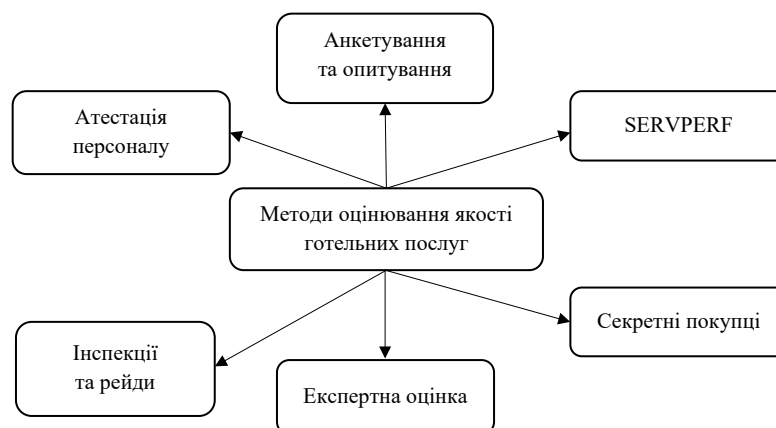 Анкетування
та опитування
Атестація
персоналу
SERVPERF
Методи оцінювання якості
готельних послуг
Секретні покупці
Інспекції
та рейди
Експертна оцінка